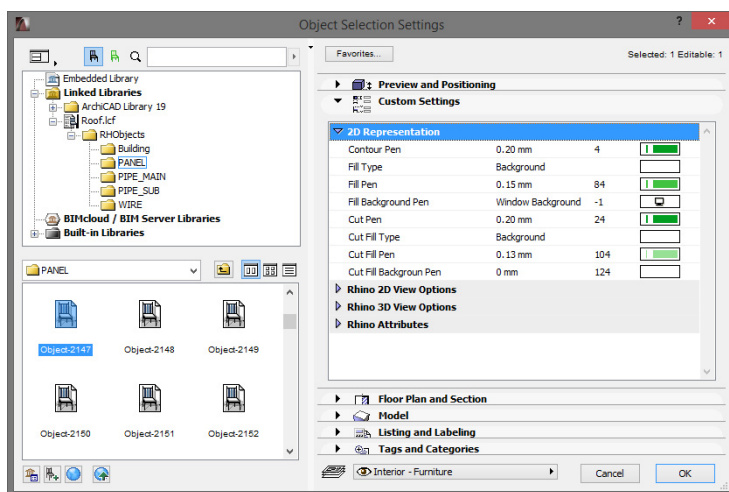 Object Selection Settings
?
Embedded Library
Linked Libraries
ArchiCAD Library 19
Roof.lcf
RHObjects
Building
PANEL
PIPE_MAIN
PIPE_SUB
WIRE
BIMcloud / BIM Server Libraries
Built-in Libraries
PANEL
Object-2147 Object-2148 Object-2149
Object-2150 Object-2151 Object-2152
Favorites...
Selected: 1 Editable: 1
Preview and Positioning
Custom Settings
2D Representation
Contour Pen 0.20 mm 4
Fill Type Background
Fill Pen 0.15 mm 84
Fill Background Pen Window Background -1
Cut Pen 0.20 mm 24
Cut Fill Type Background
Cut Fill Pen 0.13 mm 104
Cut Fill Backgroun Pen 0 mm 124
Rhino 2D View Options
Rhino 3D View Options
Rhino Attributes
Floor Plan and Section
Model
Listing and Labeling
Tags and Categories
Interior - Furniture
Cancel OK